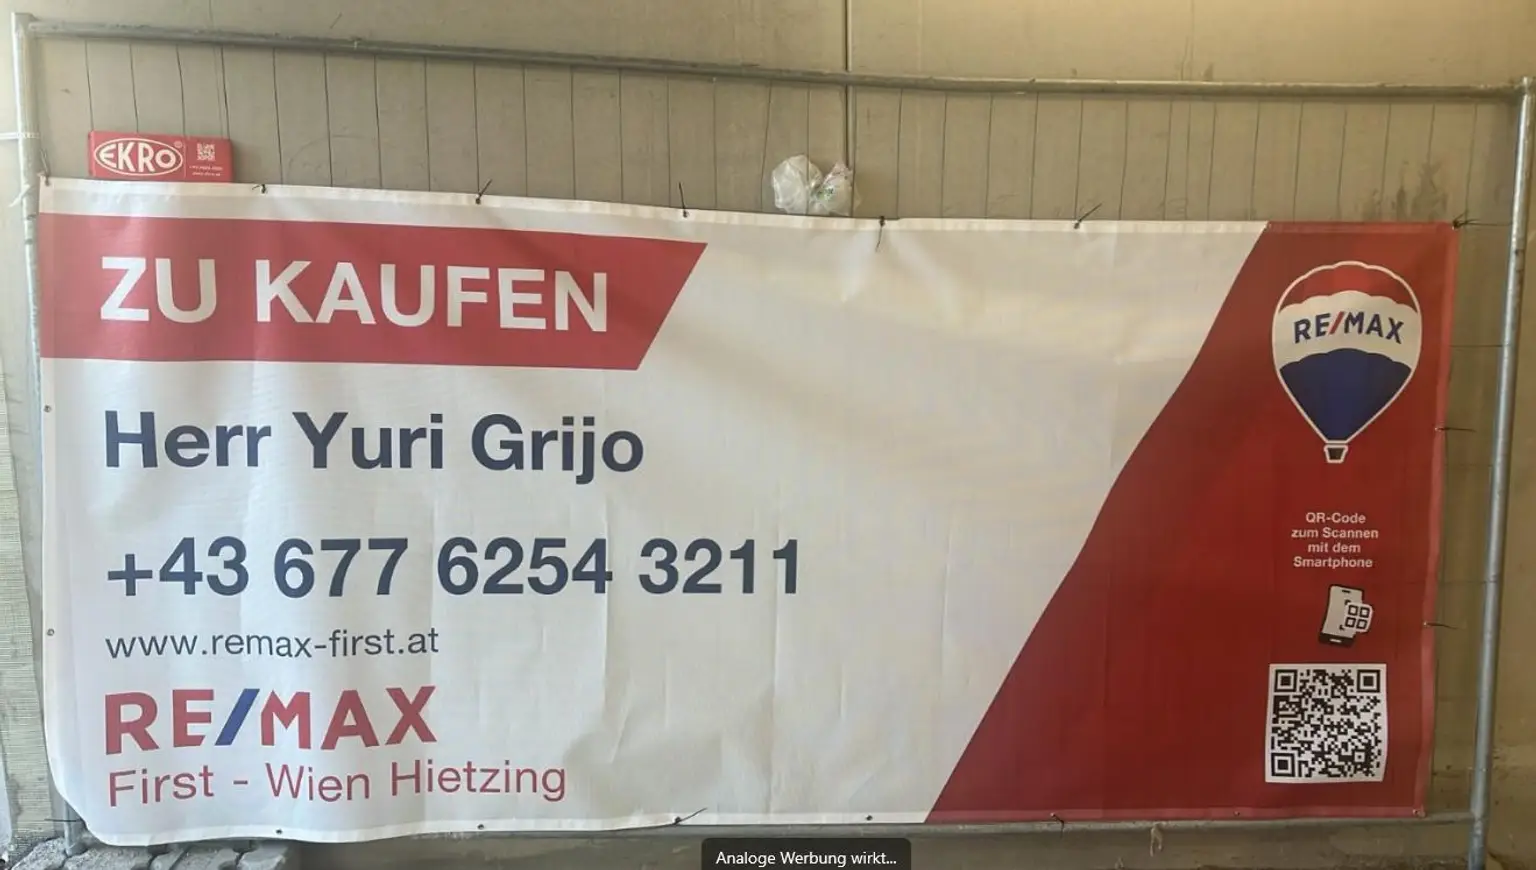 EKRO
ZU KAUFEN
Herr Yuri Grijo
+43 677 6254 3211
www.remax-first.at
RE/MAX
First - Wien Hietzing
RE/MAX
QR-Code
zum Scannen
mit dem
Smartphone
Analoge Werbung wirkt...